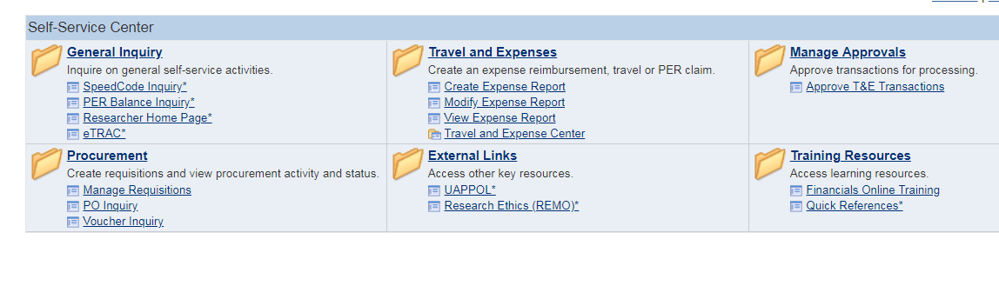 Self-Service Center
General Inquiry
Inquire on general self-service activities.
SpeedCode Inquiry*
PER Balance Inquiry*
Researcher Home Page*
eTRAC*
Travel and Expenses
Create an expense reimbursement, travel or PER claim.
Create Expense Report
Modify Expense Report
View Expense Report
Travel and Expense Center
Manage Approvals
Approve transactions for processing.
Approve T&E Transactions
Procurement
Create requisitions and view procurement activity and status.
Manage Requisitions
PO Inquiry
Voucher Inquiry
External Links
Access other key resources.
UAPPOL*
Research Ethics (REMO)*
Training Resources
Access learning resources.
Financials Online Training
Quick References*